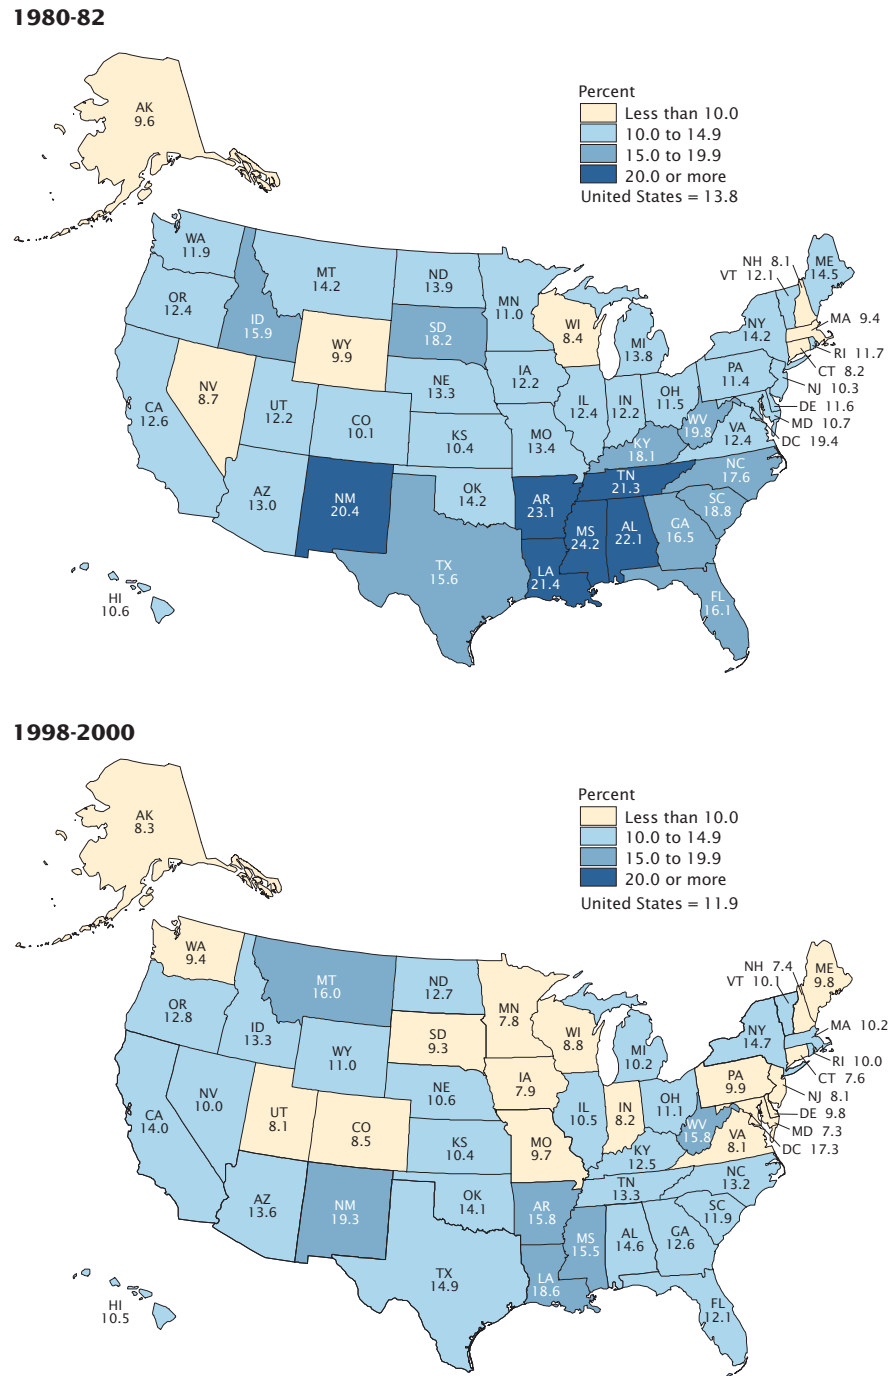 1980-82
AK
9.6
Percent
Less than 10.0
10.0 to 14.9
15.0 to 19.9
20.0 or more
United States = 13.8
WA
11.9
MT
14.2
ND
13.9
MN
11.0
NH 8.1
VT 12.1
ME
14.5
OR
12.4
ID
15.9
WY
9.9
SD
18.2
WI
8.4
MI
13.8
NY
14.2
MA 9.4
RI 11.7
CT 8.2
NJ 10.3
DE 11.6
MD 10.7
DC 19.4
NV
8.7
UT
12.2
CO
10.1
NE
13.3
IA
12.2
IL
12.4
IN
12.2
OH
11.5
PA
11.4
CA
12.6
KS
10.4
MO
13.4
KY
18.1
WV
19.8
VA
12.4
NC
17.6
AZ
13.0
NM
20.4
OK
14.2
AR
23.1
TN
21.3
SC
18.8
MS
24.2
AL
22.1
GA
16.5
TX
15.6
LA
21.4
FL
16.1
HI
10.6
1998-2000
AK
8.3
Percent
Less than 10.0
10.0 to 14.9
15.0 to 19.9
20.0 or more
United States = 11.9
WA
9.4
MT
16.0
ND
12.7
MN
7.8
NH 7.4
VT 10.1
ME
9.8
OR
12.8
ID
13.3
WY
11.0
SD
9.3
WI
8.8
MI
10.2
NY
14.7
MA 10.2
RI 10.0
CT 7.6
NJ 8.1
DE 9.8
MD 7.3
DC 17.3
NV
10.0
UT
8.1
CO
8.5
NE
10.6
IA
7.9
IL
10.5
IN
8.2
OH
11.1
PA
9.9
CA
14.0
KS
10.4
MO
9.7
KY
12.5
WV
15.8
VA
8.1
NC
13.2
AZ
13.6
NM
19.3
OK
14.1
AR
15.8
TN
13.3
SC
11.9
MS
15.5
AL
14.6
GA
12.6
TX
14.9
LA
18.6
FL
12.1
HI
10.5